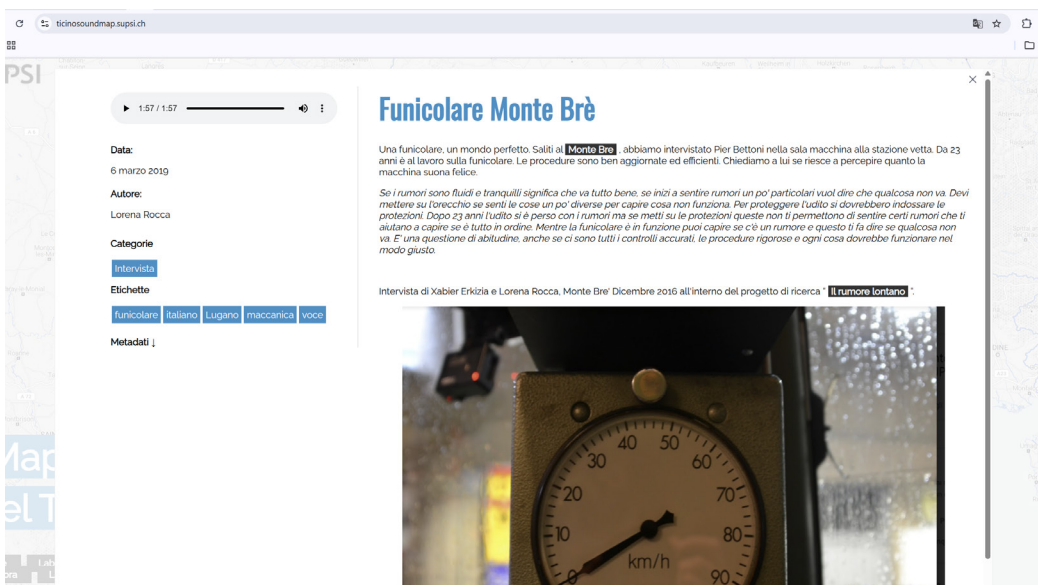 ticinosoundmap.supsi.ch
PSI
1:57 / 1:57
Data:
6 marzo 2019
Autore:
Lorena Rocca
Categorie
Intervista
Etichette
funicolare italiano Lugano maccanica voce
Metadati ↓
Funicolare Monte Brè
Una funicolare, un mondo perfetto. Saliti al Monte Bre , abbiamo intervistato Pier Bettoni nella sala macchina alla stazione vetta. Da 23
anni è al lavoro sulla funicolare. Le procedure sono ben aggiornate ed efficienti. Chiediamo a lui se riesce a percepire quanto la
macchina suona felice.
Se i rumori sono fluidi e tranquilli significa che va tutto bene, se inizi a sentire rumori un po' particolari vuol dire che qualcosa non va. Devi
mettere su l'orecchio se senti le cose un po' diverse per capire cosa non funziona. Per proteggere l'udito si dovrebbero indossare le
protezioni. Dopo 23 anni l'udito si è perso con i rumori ma se metti su le protezioni queste non ti permettono di sentire certi rumori che ti
aiutano a capire se è tutto in ordine. Mentre la funicolare è in funzione puoi capire se c'è un rumore e questo ti fa dire se qualcosa non
va. E' una questione di abitudine, anche se ci sono tutti i controlli accurati, le procedure rigorose e ogni cosa dovrebbe funzionare nel
modo giusto.
Intervista di Xabier Erkizia e Lorena Rocca, Monte Bre' Dicembre 2016 all'interno del progetto di ricerca " Il rumore lontano ".
0 10 20 30 40 50 60 70 80 90
km/h
Map
el T